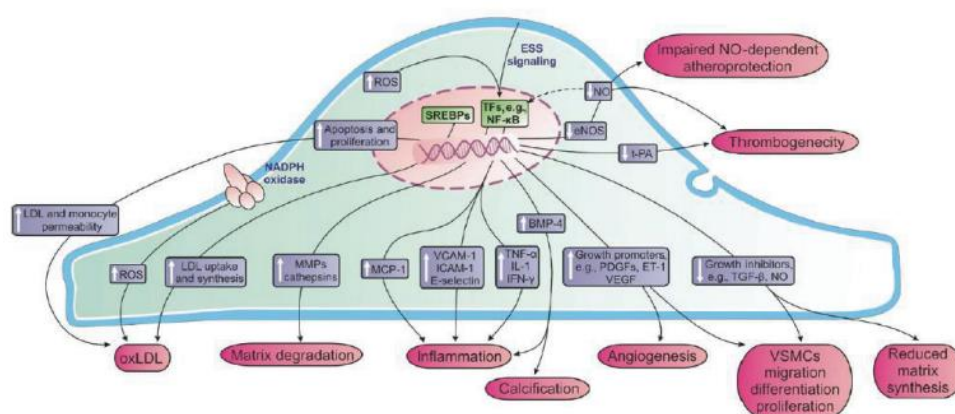 ESS
signaling
Impaired NO-dependent
atheroprotection
ROS
NO
SREBPs
TFs, e.g.,
NF-κB
Apoptosis and
proliferation
eNOS
Thrombogenicity
t-PA
NADPH
oxidase
LDL and monocyte
permeability
BMP-4
ROS
LDL uptake
and synthesis
MMPs
cathepsins
MCP-1
VCAM-1
ICAM-1
E-selectin
TNF-α
IL-1
IFN-γ
Growth promoters,
e.g., PDGFs, ET-1
VEGF
Growth inhibitors,
e.g., TGF-β, NO
oxLDL
Matrix degradation
Inflammation
Calcification
Angiogenesis
VSMCs
migration
differentiation
proliferation
Reduced
matrix
synthesis